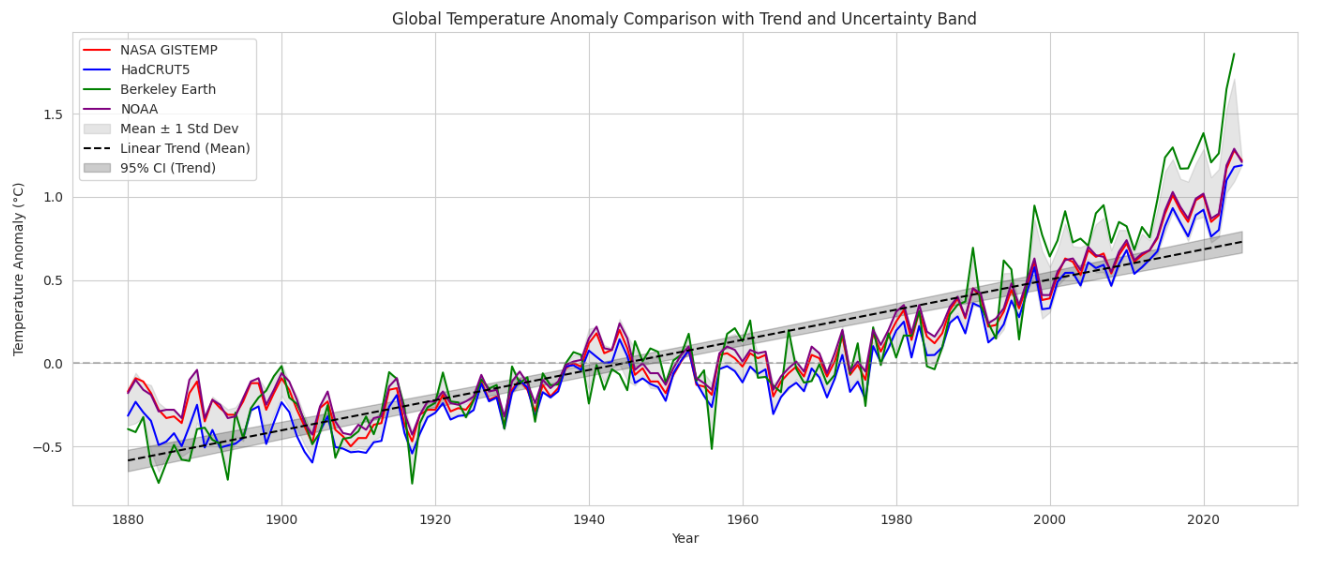 Global Temperature Anomaly Comparison with Trend and Uncertainty Band
NASA GISTEMP
HadCRUT5
Berkeley Earth
NOAA
Mean ± 1 Std Dev
Linear Trend (Mean)
95% CI (Trend)
Temperature Anomaly (°C)
1.5
1.0
0.5
0.0
−0.5
1880 1900 1920 1940 1960 1980 2000 2020
Year